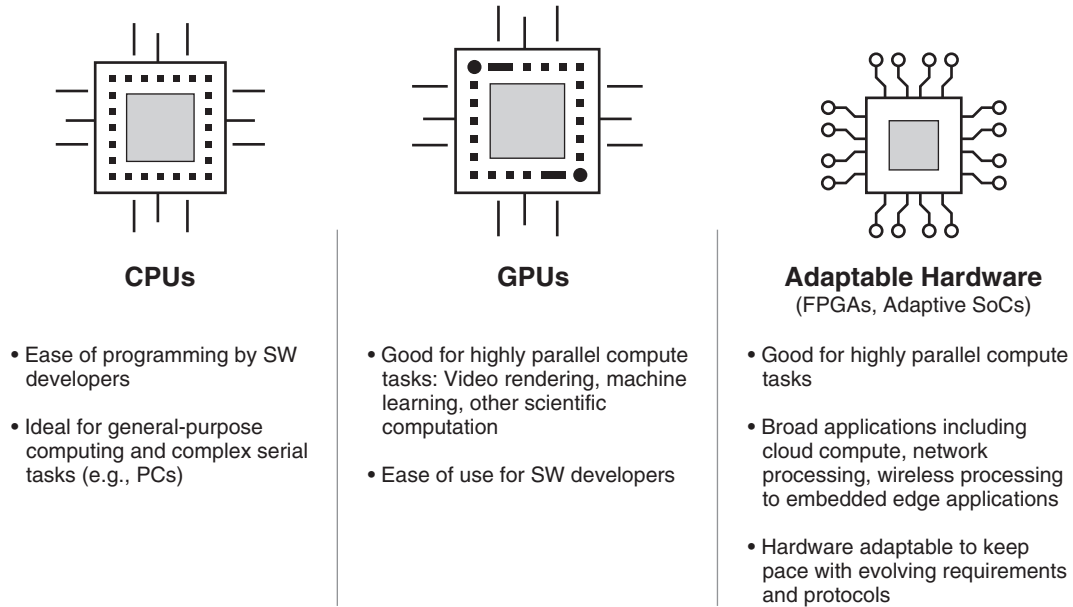 CPUs
• Ease of programming by SW
developers
• Ideal for general-purpose
computing and complex serial
tasks (e.g., PCs)
GPUs
• Good for highly parallel compute
tasks: Video rendering, machine
learning, other scientific
computation
• Ease of use for SW developers
Adaptable Hardware
(FPGAs, Adaptive SoCs)
• Good for highly parallel compute
tasks
• Broad applications including
cloud compute, network
processing, wireless processing
to embedded edge applications
• Hardware adaptable to keep
pace with evolving requirements
and protocols